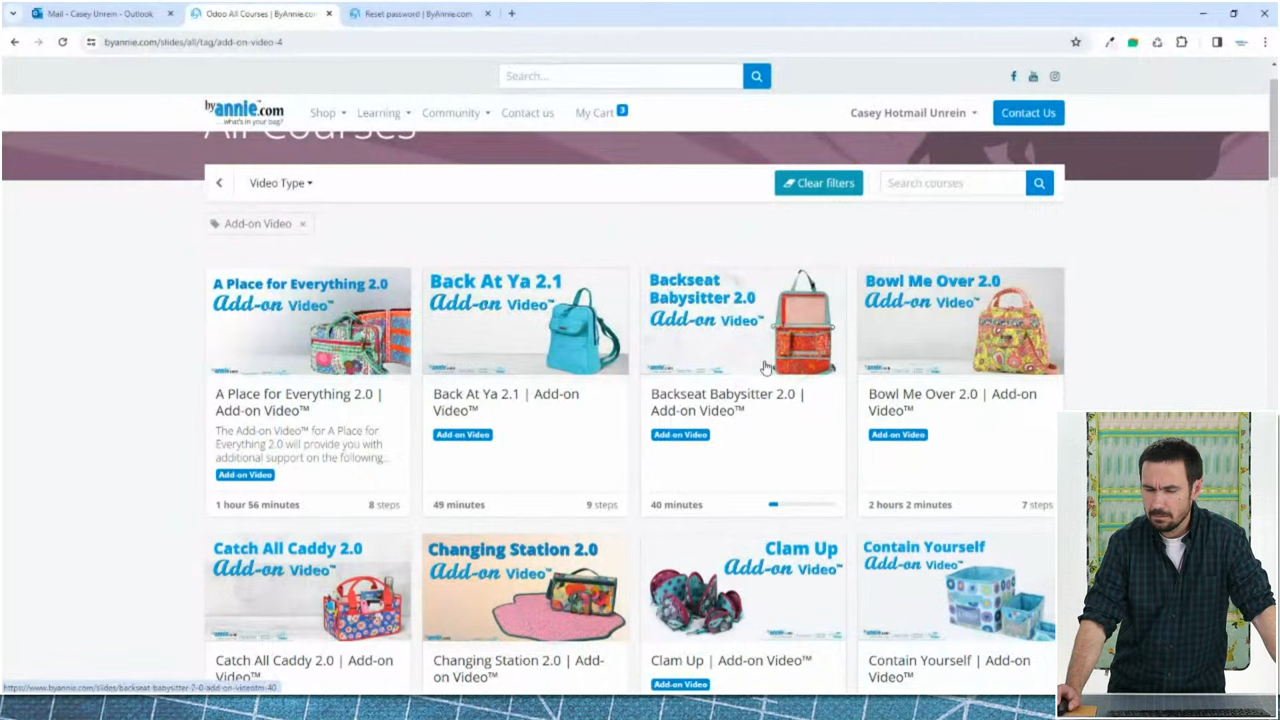 Mail - Casey Unrein - Outlook
Odoo All Courses | ByAnnie.com
Reset password | ByAnnie.com
byannie.com/slides/all/tag/add-on-video-4
Search...
byannie.com
...what's in your bag?
Shop
Learning
Community
Contact us
My Cart 3
Casey Hotmail Unrein
Contact Us
All Courses
Video Type
Clear filters
Search courses
Add-on Video ×
A Place for Everything 2.0
Add-on Video™
Back At Ya 2.1
Add-on Video™
Backseat
Babysitter 2.0
Add-on Video™
Bowl Me Over 2.0
Add-on Video™
A Place for Everything 2.0 |
Add-on Video™
The Add-on Video™ for A Place for
Everything 2.0 will provide you with
additional support on the following...
Add-on Video
1 hour 56 minutes
8 steps
Back At Ya 2.1 | Add-on
Video™
Add-on Video
49 minutes
9 steps
Backseat Babysitter 2.0 |
Add-on Video™
Add-on Video
40 minutes
Bowl Me Over 2.0 | Add-on
Video™
Add-on Video
2 hours 2 minutes
7 steps
Catch All Caddy 2.0
Add-on Video™
Changing Station 2.0
Add-on Video™
Clam Up
Add-on Video™
Contain Yourself
Add-on Video™
Catch All Caddy 2.0 | Add-on
Video™
Changing Station 2.0 | Add-
on Video™
Clam Up | Add-on Video™
Add-on Video
Contain Yourself | Add-on
Video™
https://www.byannie.com/slides/backseat-babysitter-2-0-add-on-videotm-40